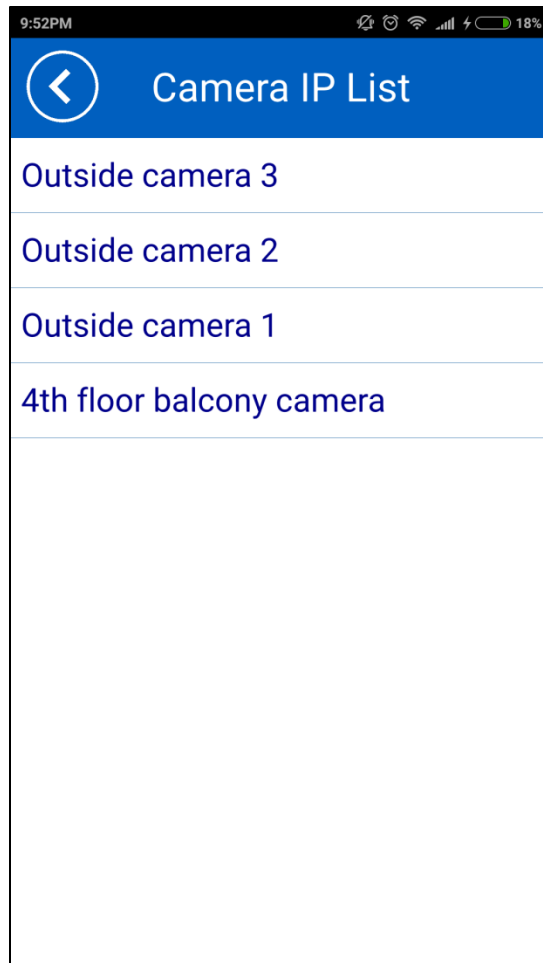 9:52PM 18%
Camera IP List
Outside camera 3
Outside camera 2
Outside camera 1
4th floor balcony camera